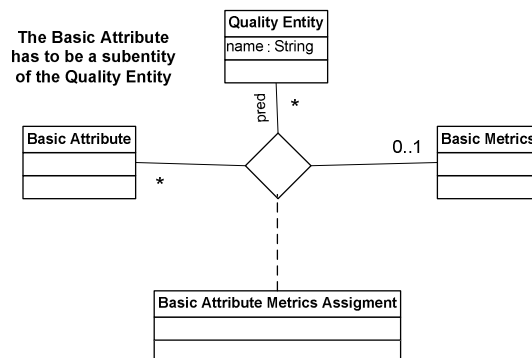 The Basic Attribute
has to be a subentity
of the Quality Entity
Quality Entity
name : String
pred
*
Basic Attribute
*
0..1
Basic Metrics
Basic Attribute Metrics Assigment